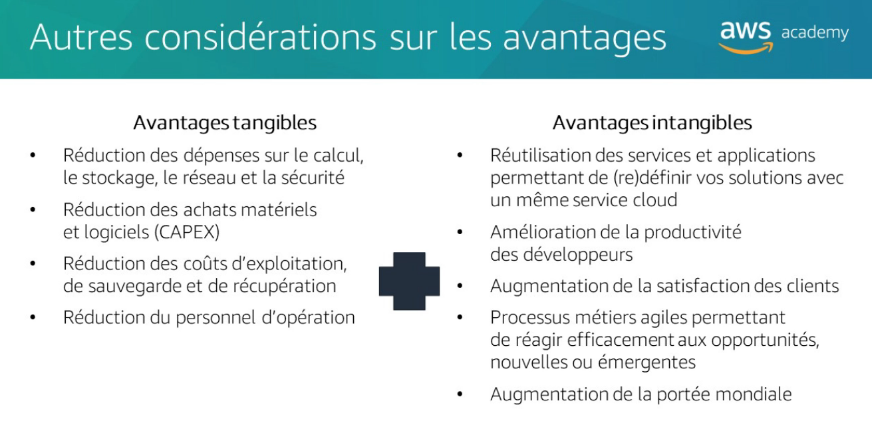 Autres considérations sur les avantages
aws academy
Avantages tangibles
• Réduction des dépenses sur le calcul,
le stockage, le réseau et la sécurité
• Réduction des achats matériels
et logiciels (CAPEX)
• Réduction des coûts d’exploitation,
de sauvegarde et de récupération
• Réduction du personnel d’opération
Avantages intangibles
• Réutilisation des services et applications
permettant de (re)définir vos solutions avec
un même service cloud
• Amélioration de la productivité
des développeurs
• Augmentation de la satisfaction des clients
• Processus métiers agiles permettant
de réagir efficacement aux opportunités,
nouvelles ou émergentes
• Augmentation de la portée mondiale